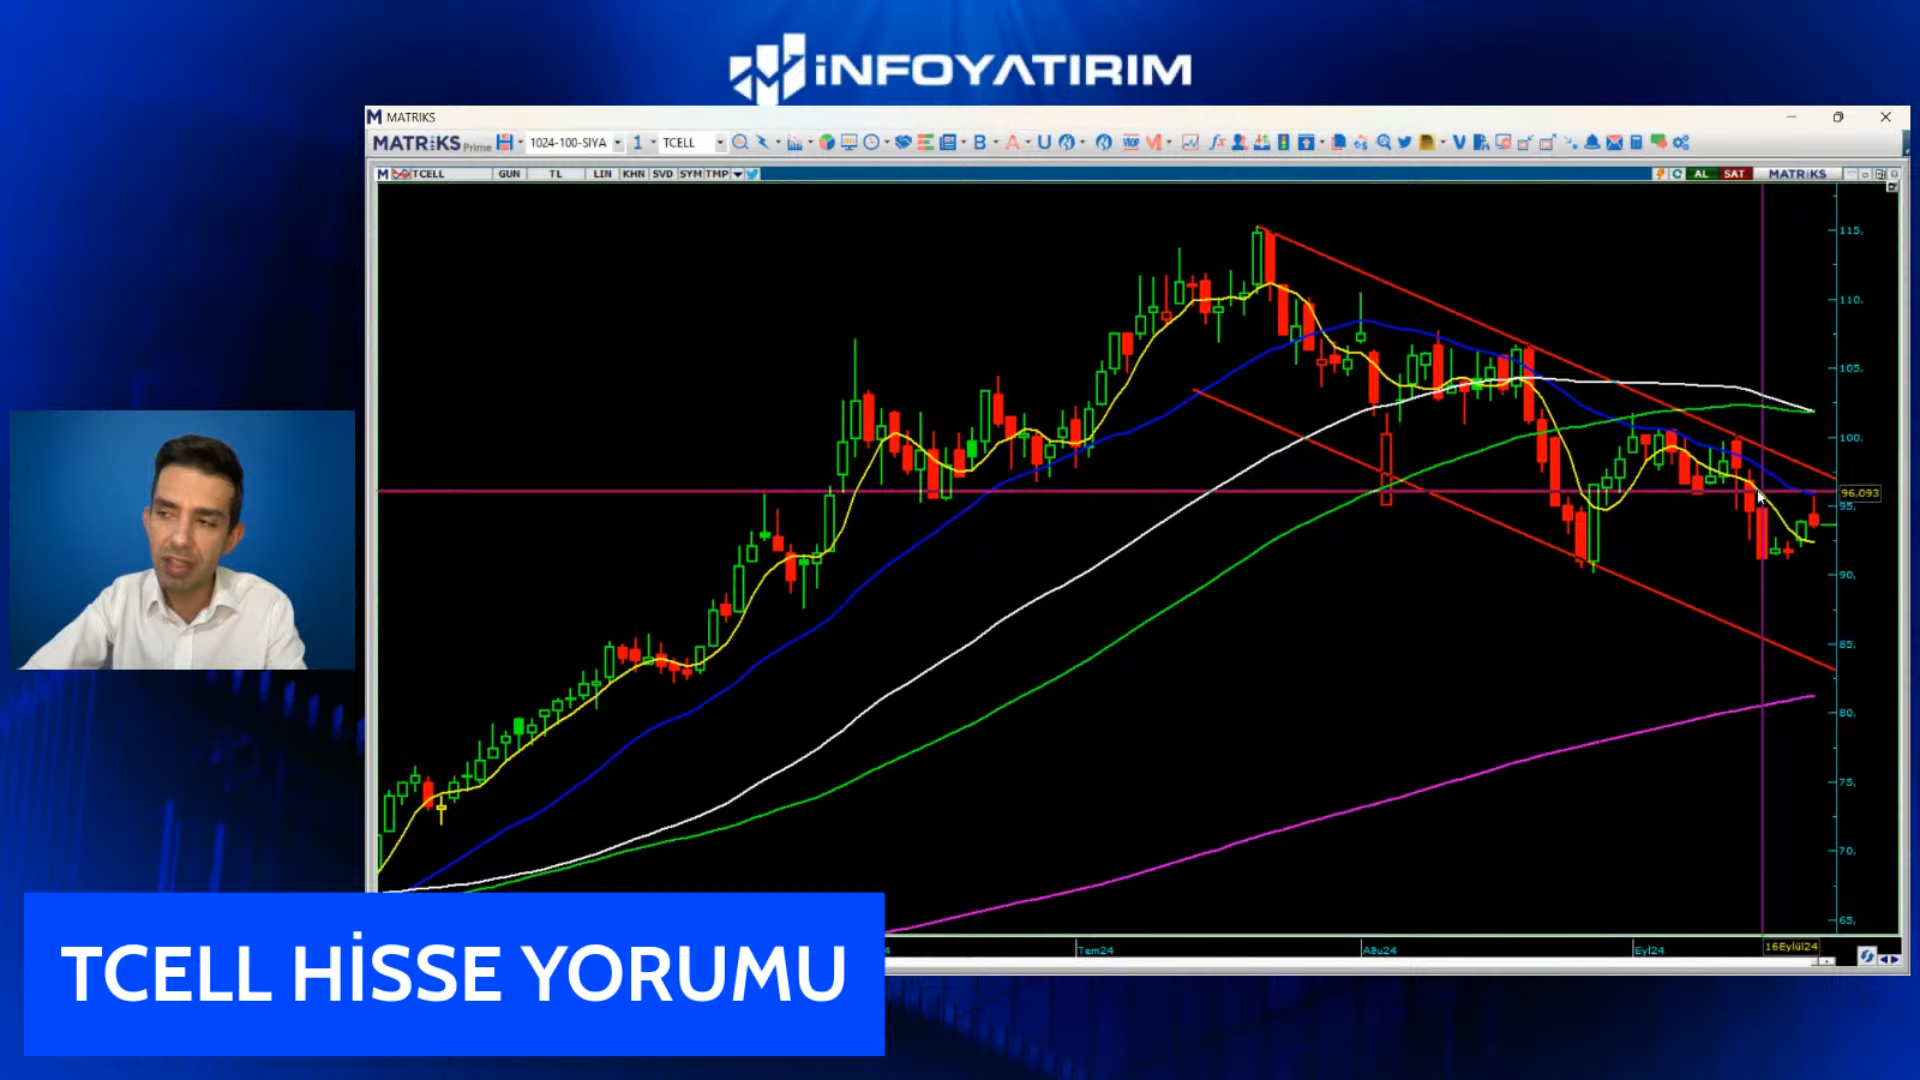 iNFOYATIRIM
MATRIKS
MATRiKS Prime 1024-100-SIYA 1 TCELL
TCELL GUN TL LIN KHN SVD SYM TMP AL SAT MATRiKS
115,
110,
105,
100,
96,093
95,
90,
85,
80,
75,
70,
65,
Tem24 Ağu24 Eyl24 16Eylül24
TCELL HİSSE YORUMU